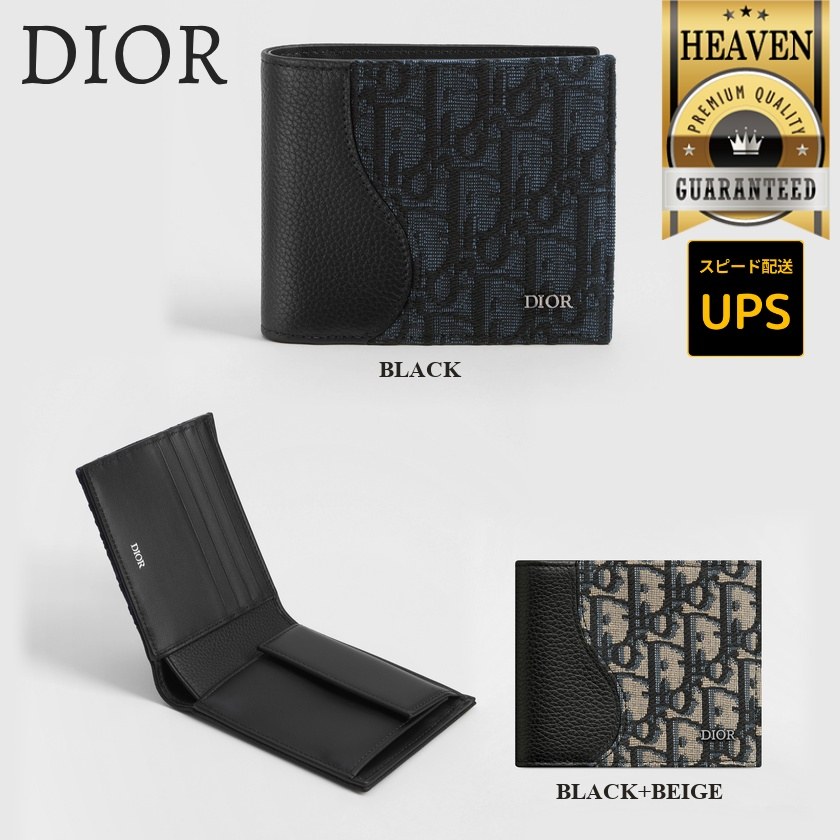 DIOR
HEAVEN
PREMIUM QUALITY
GUARANTEED
スピード配送
UPS
DIOR
BLACK
DIOR
DIOR
BLACK+BEIGE